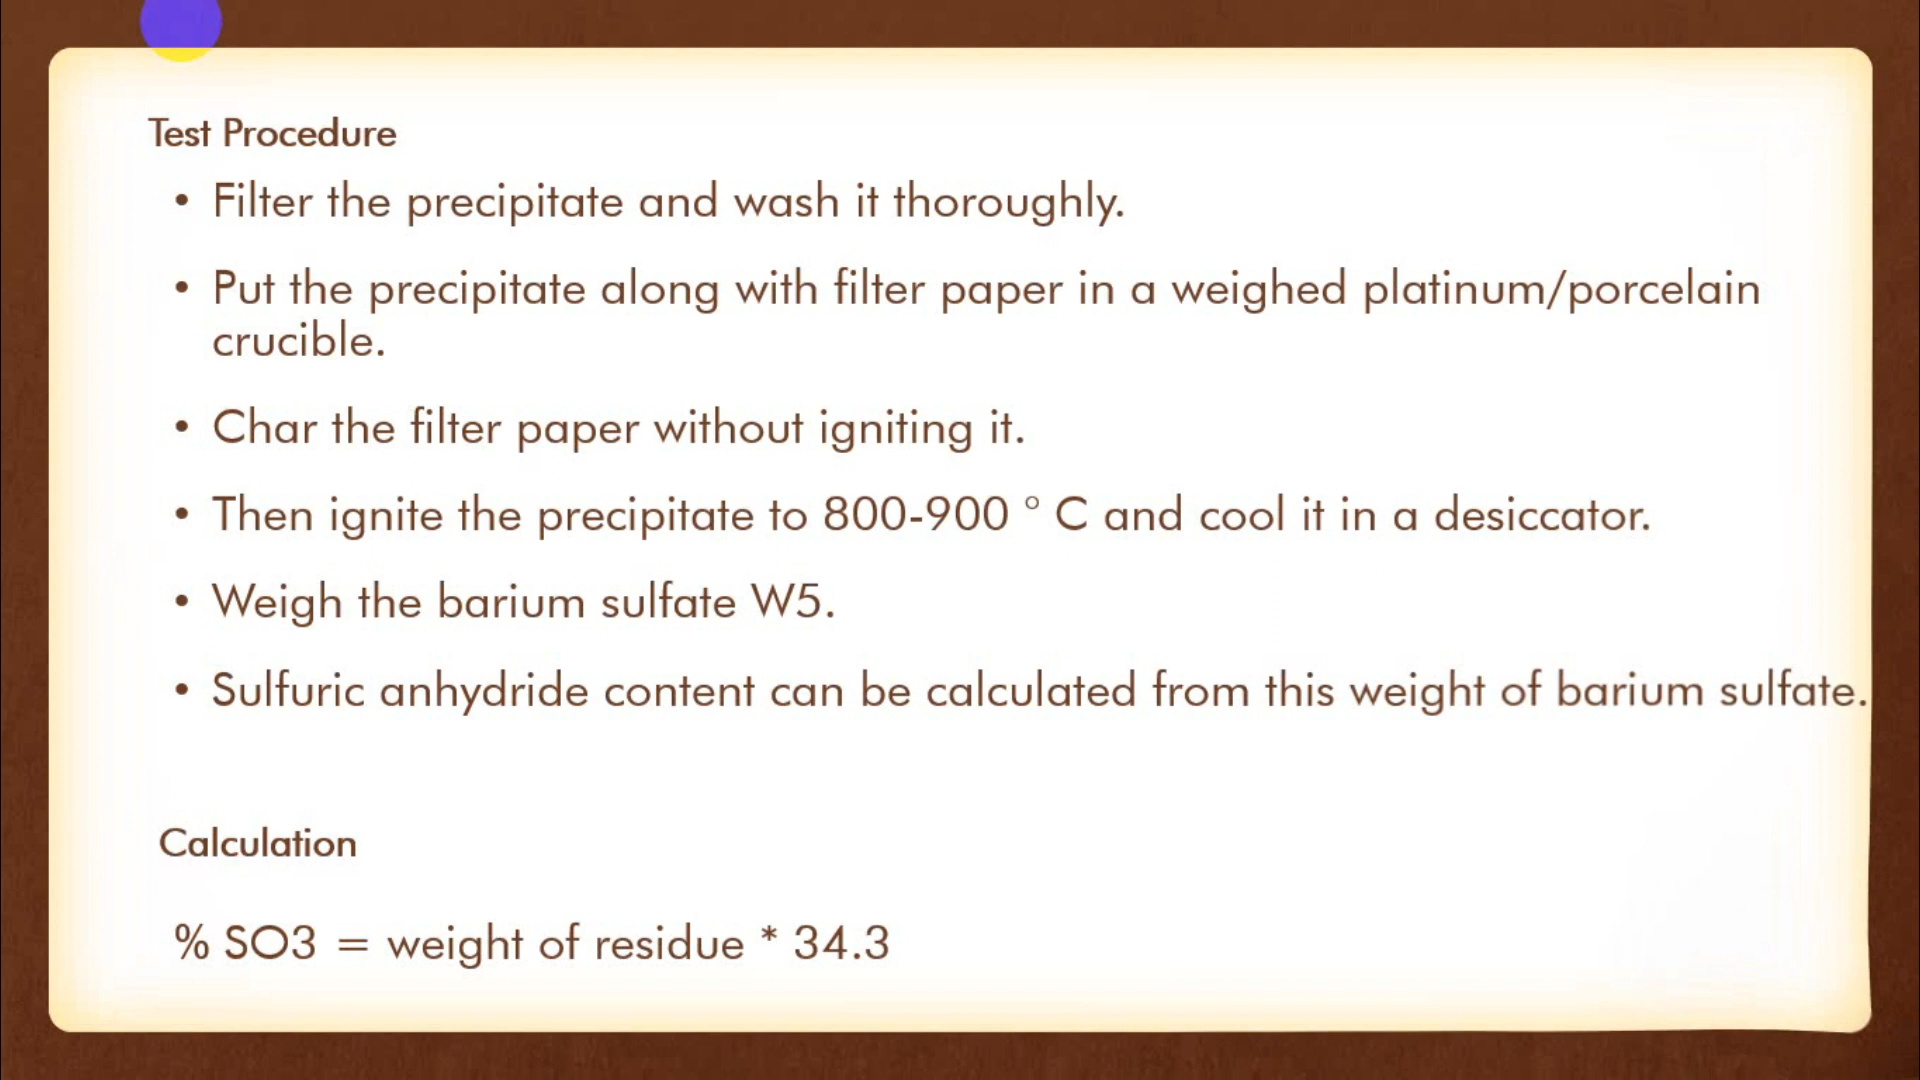 Test Procedure
• Filter the precipitate and wash it thoroughly.
• Put the precipitate along with filter paper in a weighed platinum/porcelain
crucible.
• Char the filter paper without igniting it.
• Then ignite the precipitate to 800-900 ° C and cool it in a desiccator.
• Weigh the barium sulfate W5.
• Sulfuric anhydride content can be calculated from this weight of barium sulfate.
Calculation
% SO3 = weight of residue * 34.3